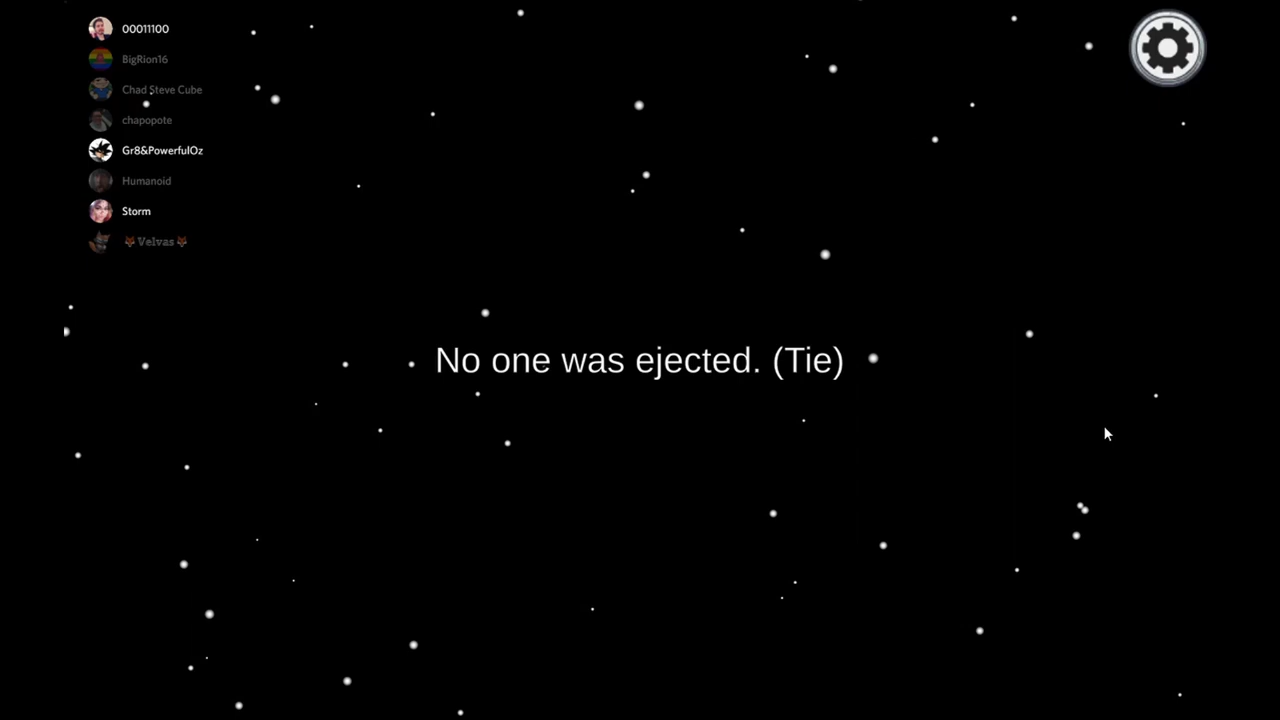 00011100
BigRion16
Chad Steve Cube
chapopote
Gr8&PowerfulOz
Humanoid
Storm
🦊Velvas🦊
No one was ejected. (Tie)